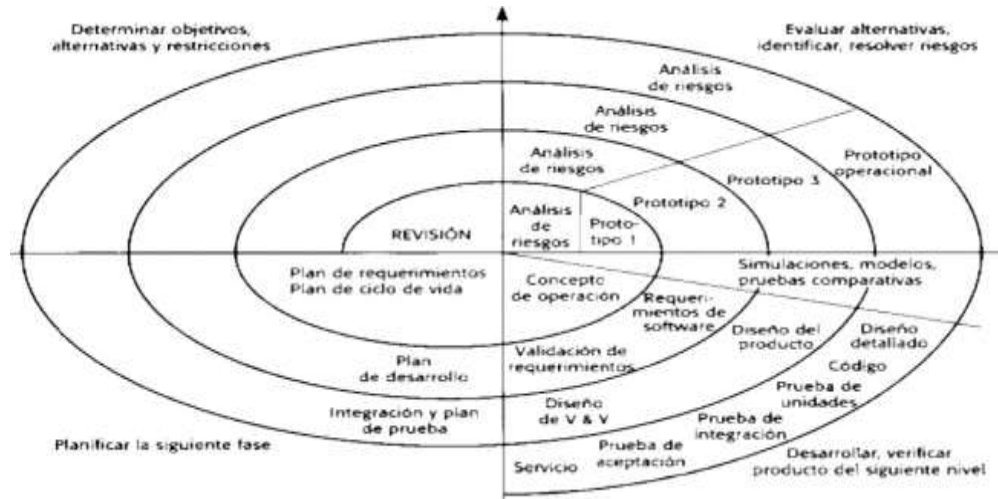 Determinar objetivos,
alternativas y restricciones
Evaluar alternativas,
identificar, resolver riesgos
Análisis
de riesgos
Análisis
de riesgos
Análisis
de riesgos
Análisis
de
riesgos
Proto-
tipo 1
Prototipo 2
Prototipo 3
Prototipo
operacional
REVISIÓN
Plan de requerimientos
Plan de ciclo de vida
Concepto
de operación
Simulaciones, modelos,
pruebas comparativas
Requeri-
mientos de
software
Diseño del
producto
Diseño
detallado
Código
Plan
de desarrollo
Validación de
requerimientos
Prueba de
unidades
Integración y plan
de prueba
Diseño
de V & V
Prueba de
integración
Planificar la siguiente fase
Servicio
Prueba de
aceptación
Desarrollar, verificar
producto del siguiente nivel